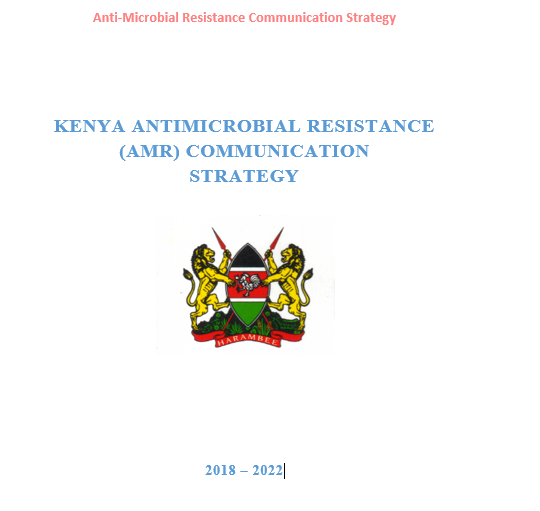 Anti-Microbial Resistance Communication Strategy
KENYA ANTIMICROBIAL RESISTANCE
(AMR) COMMUNICATION
STRATEGY
HARAMBEE
2018 – 2022